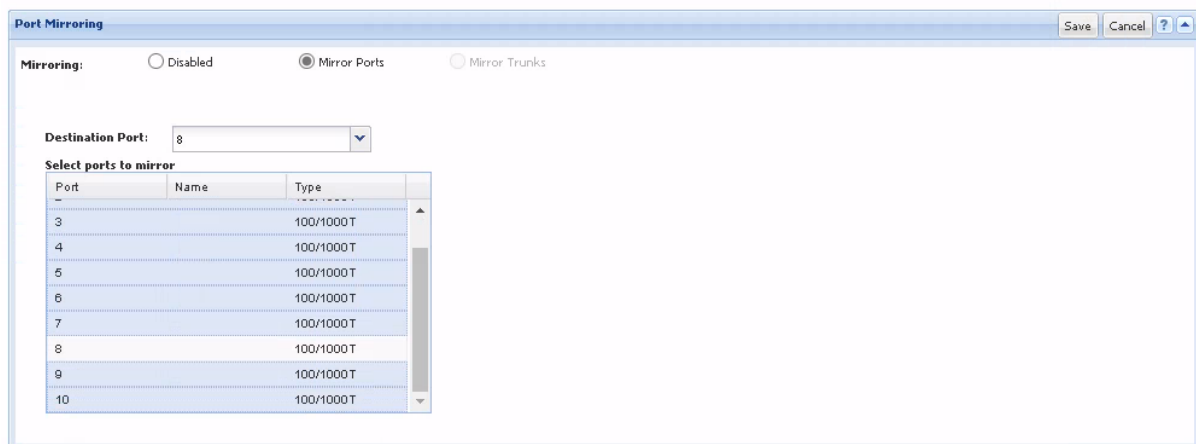 Port Mirroring Save Cancel ?
Mirroring: Disabled Mirror Ports Mirror Trunks
Destination Port: 8
Select ports to mirror
Port Name Type
3 100/1000T
4 100/1000T
5 100/1000T
6 100/1000T
7 100/1000T
8 100/1000T
9 100/1000T
10 100/1000T